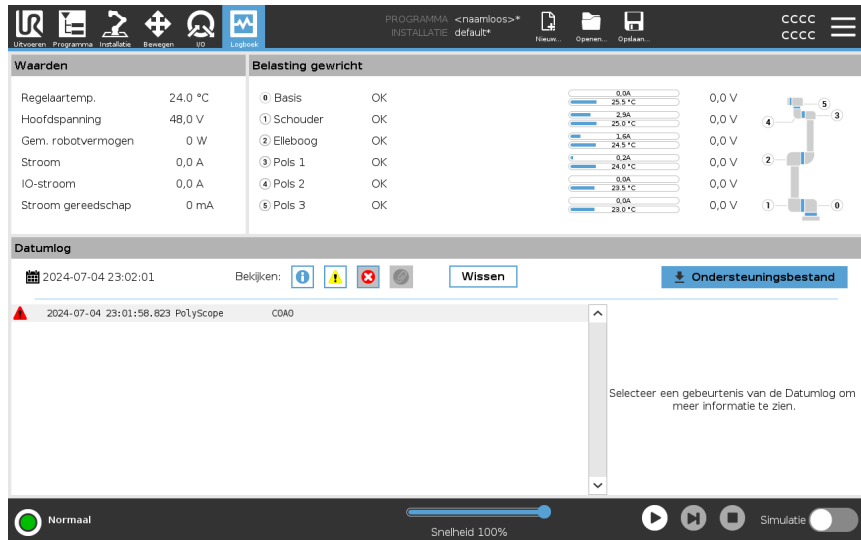 UR
PROGRAMMA <naamloos>*
INSTALLATIE default*
cccc
cccc
Uitvoeren Programma Installatie Bewegen I/O Logboek Nieuw... Openen... Opslaan...
Waarden
Regelaartemp. 24.0 °C
Hoofdspanning 48,0 V
Gem. robotvermogen 0 W
Stroom 0,0 A
IO-stroom 0,0 A
Stroom gereedschap 0 mA
Belasting gewricht
0 Basis OK 0,0A 25.5 °C 0,0 V
1 Schouder OK 2,9A 25.0 °C 0,0 V
2 Elleboog OK 1,6A 24.5 °C 0,0 V
3 Pols 1 OK 0,2A 24.0 °C 0,0 V
4 Pols 2 OK 0,0A 23.5 °C 0,0 V
5 Pols 3 OK 0,0A 23.0 °C 0,0 V
5
4 3
2
1 0
Datumlog
2024-07-04 23:02:01 Bekijken: Wissen Ondersteuningsbestand
2024-07-04 23:01:58.823 PolyScope C0A0
Selecteer een gebeurtenis van de Datumlog om
meer informatie te zien.
Normaal
Snelheid 100%
Simulatie